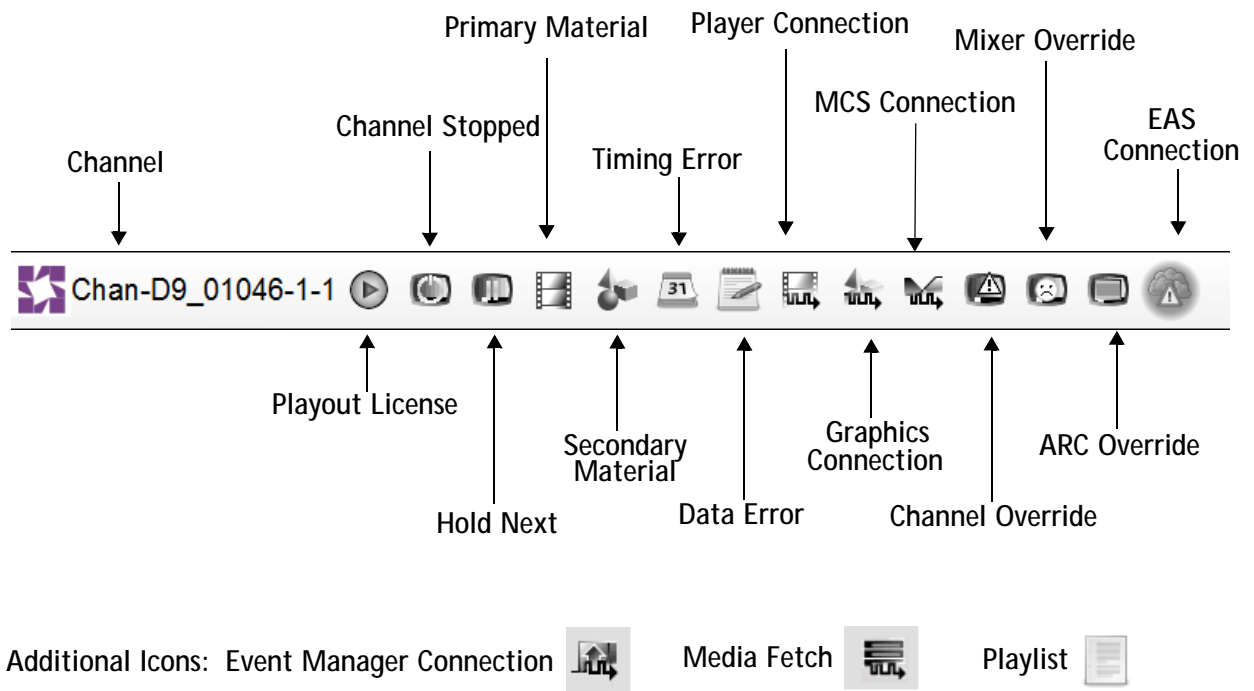 Primary Material
Player Connection
Mixer Override
MCS Connection
Channel Stopped
EAS
Connection
Timing Error
Channel
Chan-D9_01046-1-1
31
Playout License
Secondary
Material
Graphics
Connection
ARC Override
Hold Next
Data Error
Channel Override
Additional Icons: Event Manager Connection
Media Fetch
Playlist